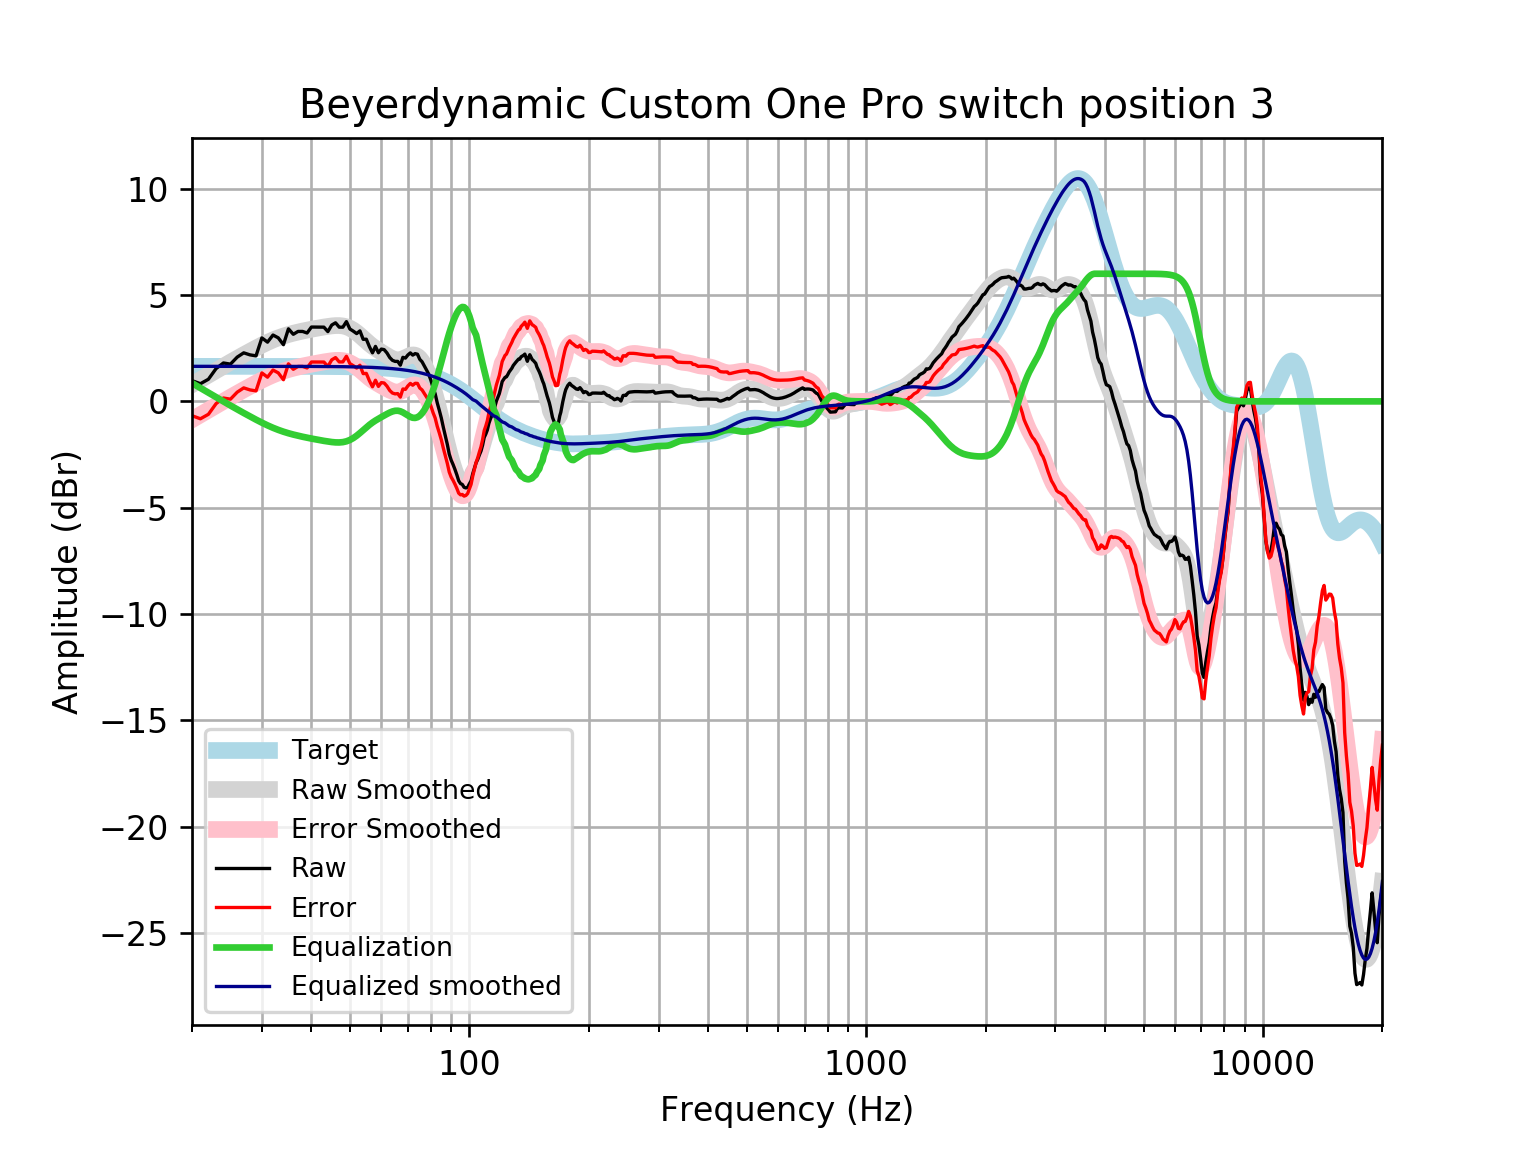 Beyerdynamic Custom One Pro switch position 3
Amplitude (dBr)
10
5
0
−5
−10
−15
−20
−25
Target
Raw Smoothed
Error Smoothed
Raw
Error
Equalization
Equalized smoothed
100
1000
10000
Frequency (Hz)